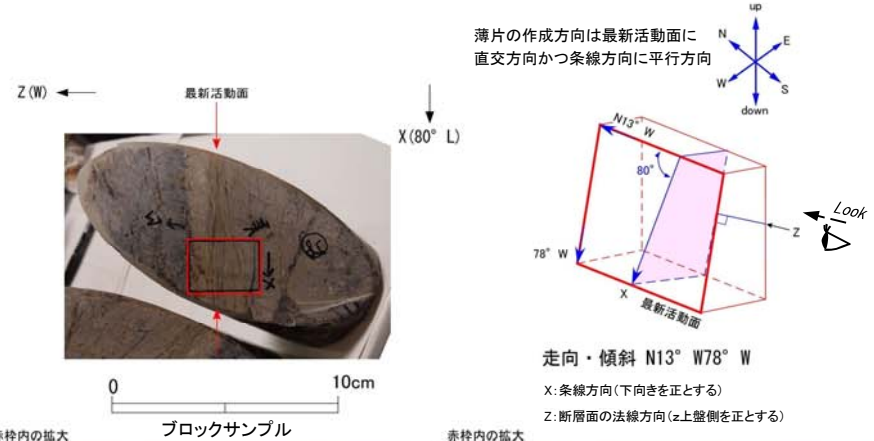 Z(W)
最新活動面
X(80° L)
0
10cm
ブロックサンプル
赤枠内の拡大
薄片の作成方向は最新活動面に
直交方向かつ条線方向に平行方向
up
N
E
W
S
down
N13° W
80°
Look
Z
78° W
X
最新活動面
走向・傾斜 N13° W78° W
X:条線方向(下向きを正とする)
Z:断層面の法線方向(z上盤側を正とする)
赤枠内の拡大